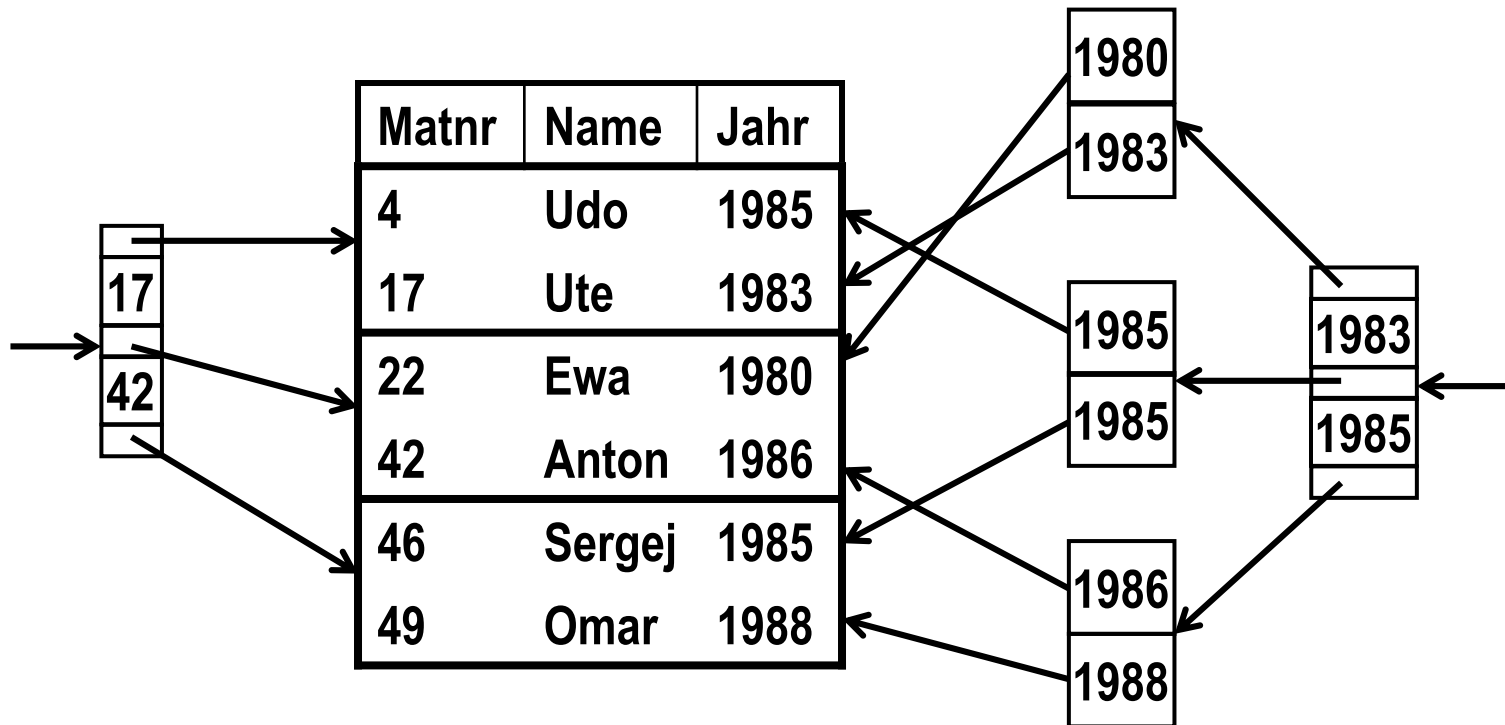 17
42
Matnr Name Jahr
4 Udo 1985
17 Ute 1983
22 Ewa 1980
42 Anton 1986
46 Sergej 1985
49 Omar 1988
1980
1983
1985
1985
1986
1988
1983
1985